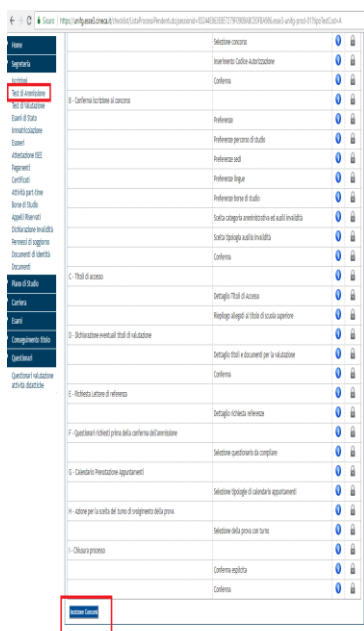 Sicuro | https://unifg.esse3.cineca.it/
Home
Segreteria
Iscrizioni
Test di Ammissione
Test di Valutazione
Esami di Stato
Immatricolazione
Esoneri
Attestazione ISEE
Pagamenti
Certificati
Attività part-time
Borse di Studio
Appelli Riservati
Dichiarazione Invalidità
Permessi di soggiorno
Documenti di Identità
Documenti
Piano di Studio
Carriera
Esami
Conseguimento titolo
Questionari
Questionari valutazione
attività didattiche
Selezione concorso
Inserimento Codice Autorizzazione
Conferma
B - Conferma iscrizione al concorso
Preferenze
Preferenze percorso di studio
Preferenze sedi
Preferenze lingue
Preferenze borse di studio
Scelta categoria amministrativa ed ausili invalidità
Scelta tipologia ausilio invalidità
Conferma
C - Titoli di accesso
Dettaglio Titoli di Accesso
Riepilogo allegati al titolo di scuola superiore
D - Dichiarazione eventuali titoli di valutazione
Dettaglio titoli e documenti per la valutazione
Conferma
E - Richiesta Lettere di referenza
Dettaglio richiesta referenze
F - Questionari richiesti prima della conferma dell'ammissione
Selezione questionario da compilare
G - Calendario Prenotazione Appuntamenti
Selezione tipologie di calendario appuntamenti
H - Azione per la scelta del turno di svolgimento della prova
Selezione della prova con turno
I - Chiusura processo
Conferma esplicita
Conferma
Iscrizione Concorsi